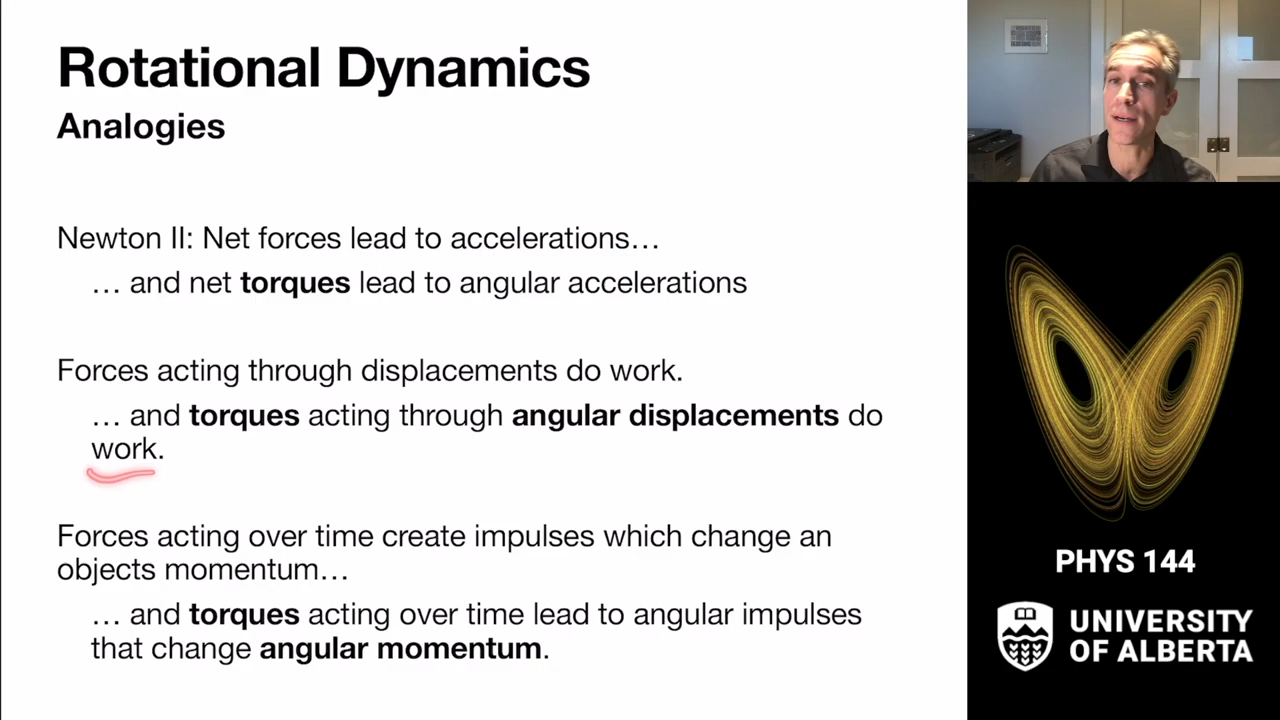 Rotational Dynamics
Analogies
Newton II: Net forces lead to accelerations…
… and net torques lead to angular accelerations
Forces acting through displacements do work.
… and torques acting through angular displacements do
work.
Forces acting over time create impulses which change an
objects momentum…
… and torques acting over time lead to angular impulses
that change angular momentum.
PHYS 144
UNIVERSITY
OF ALBERTA